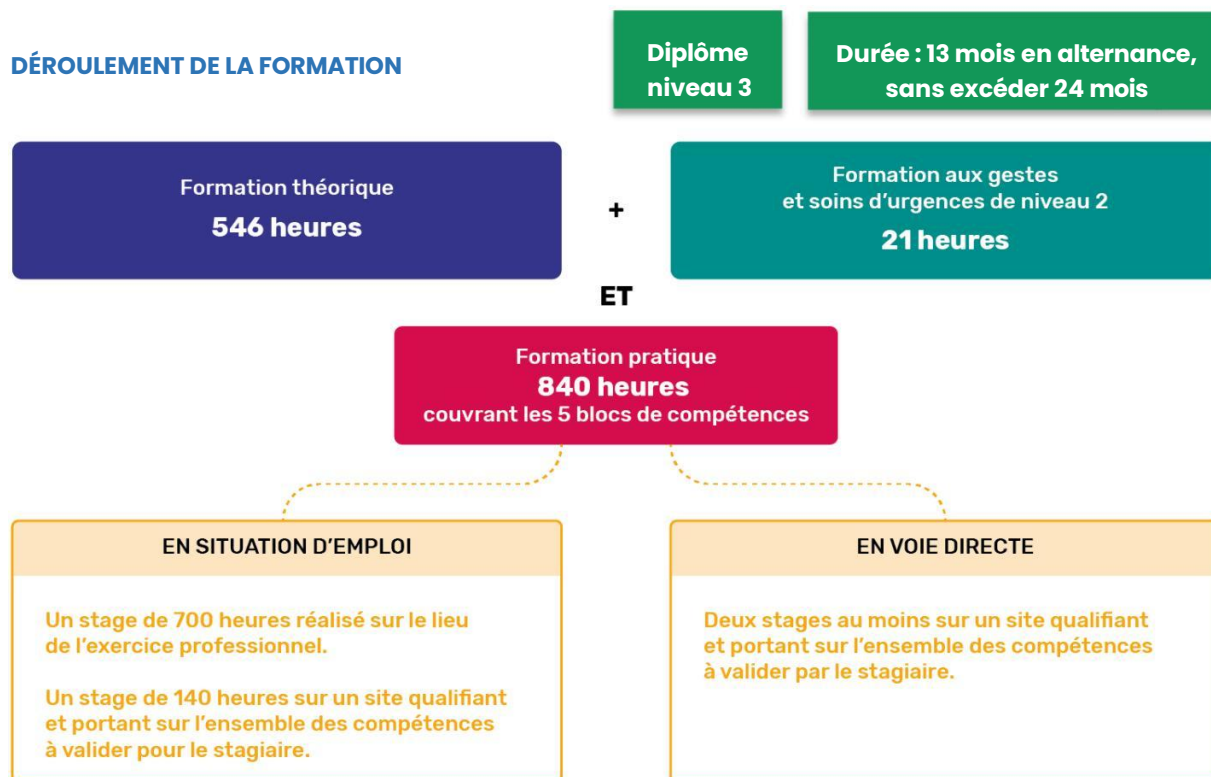 DÉROULEMENT DE LA FORMATION
Diplôme
niveau 3
Durée : 13 mois en alternance,
sans excéder 24 mois
Formation théorique
546 heures
+
Formation aux gestes
et soins d'urgences de niveau 2
21 heures
ET
Formation pratique
840 heures
couvrant les 5 blocs de compétences
EN SITUATION D'EMPLOI
Un stage de 700 heures réalisé sur le lieu
de l'exercice professionnel.
Un stage de 140 heures sur un site qualifiant
et portant sur l'ensemble des compétences
à valider pour le stagiaire.
EN VOIE DIRECTE
Deux stages au moins sur un site qualifiant
et portant sur l'ensemble des compétences
à valider par le stagiaire.